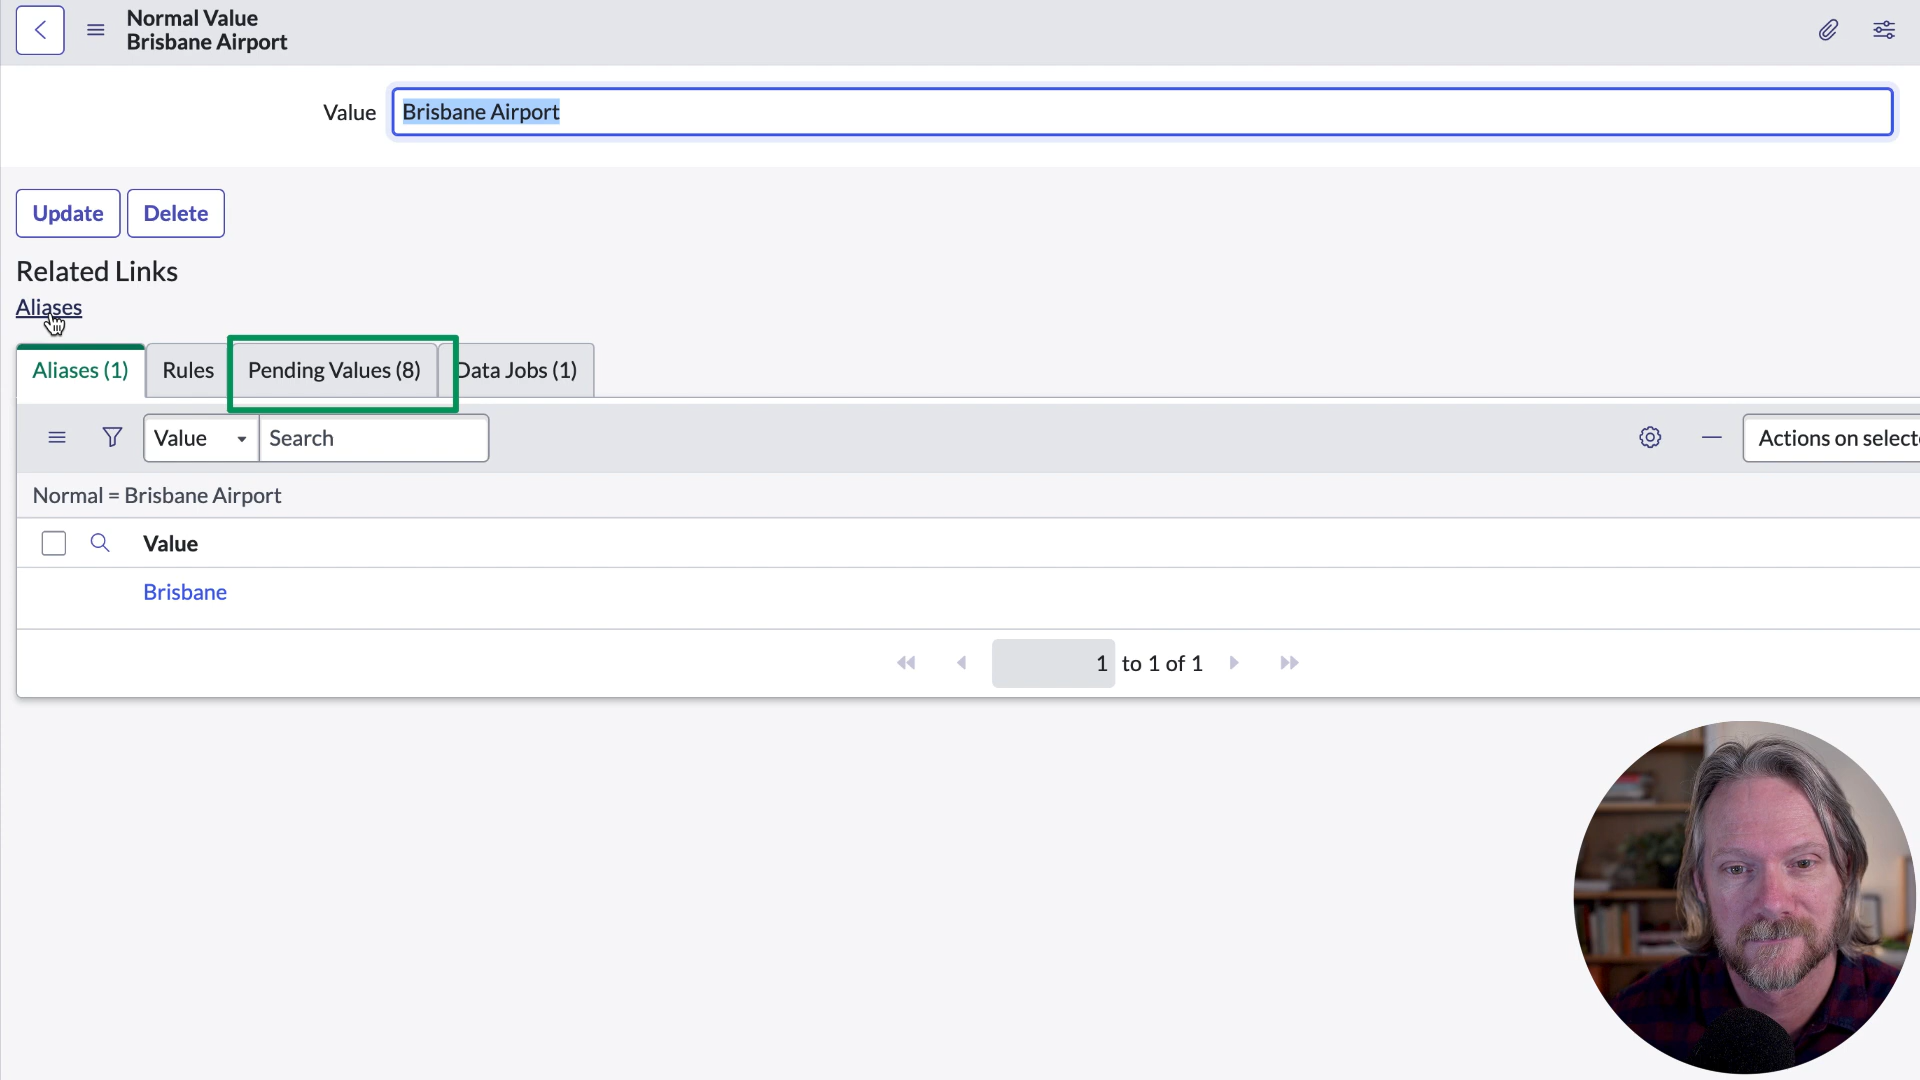 Normal Value
Brisbane Airport
Value Brisbane Airport
Update Delete
Related Links
Aliases
Aliases (1) Rules Pending Values (8) Data Jobs (1)
Value Search Actions on select
Normal = Brisbane Airport
Value
Brisbane
1 to 1 of 1